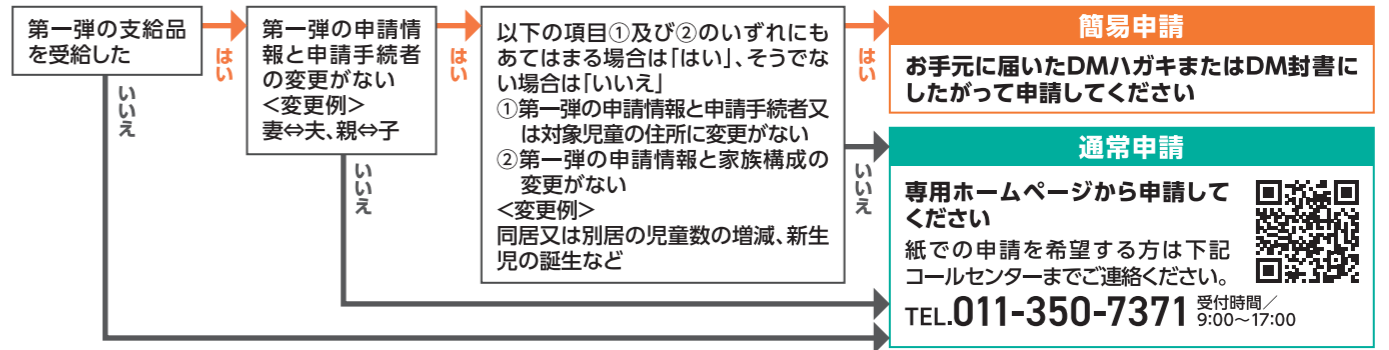 第一弾の支給品
を受給した
はい
いいえ
第一弾の申請情
報と申請手続者
の変更がない
<変更例>
妻⇔夫、親⇔子
はい
いいえ
以下の項目①及び②のいずれにも
あてはまる場合は「はい」、そうでな
い場合は「いいえ」
①第一弾の申請情報と申請手続者又
は対象児童の住所に変更がない
②第一弾の申請情報と家族構成の
変更がない
<変更例>
同居又は別居の児童数の増減、新生
児の誕生など
はい
いいえ
簡易申請
お手元に届いたDMハガキまたはDM封書に
したがって申請してください
通常申請
専用ホームページから申請して
ください
紙での申請を希望する方は下記
コールセンターまでご連絡ください。
TEL.011-350-7371 受付時間/
9:00~17:00